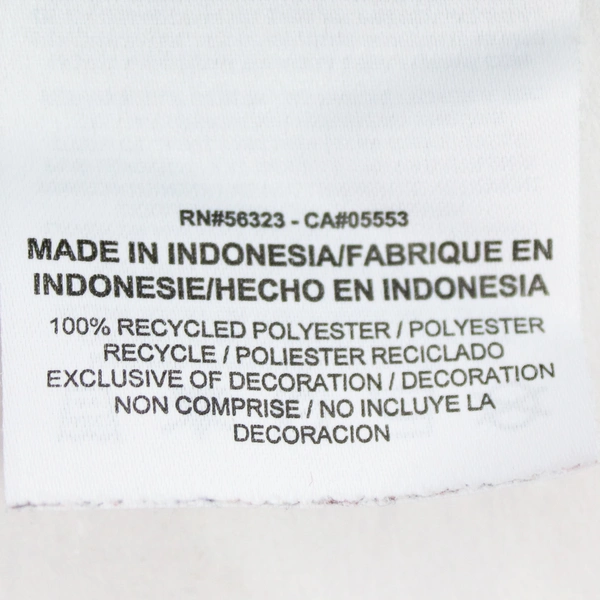 RN#56323 - CA#05553
MADE IN INDONESIA/FABRIQUE EN
INDONESIE/HECHO EN INDONESIA
100% RECYCLED POLYESTER / POLYESTER
RECYCLE / POLIESTER RECICLADO
EXCLUSIVE OF DECORATION / DECORATION
NON COMPRISE / NO INCLUYE LA
DECORACION